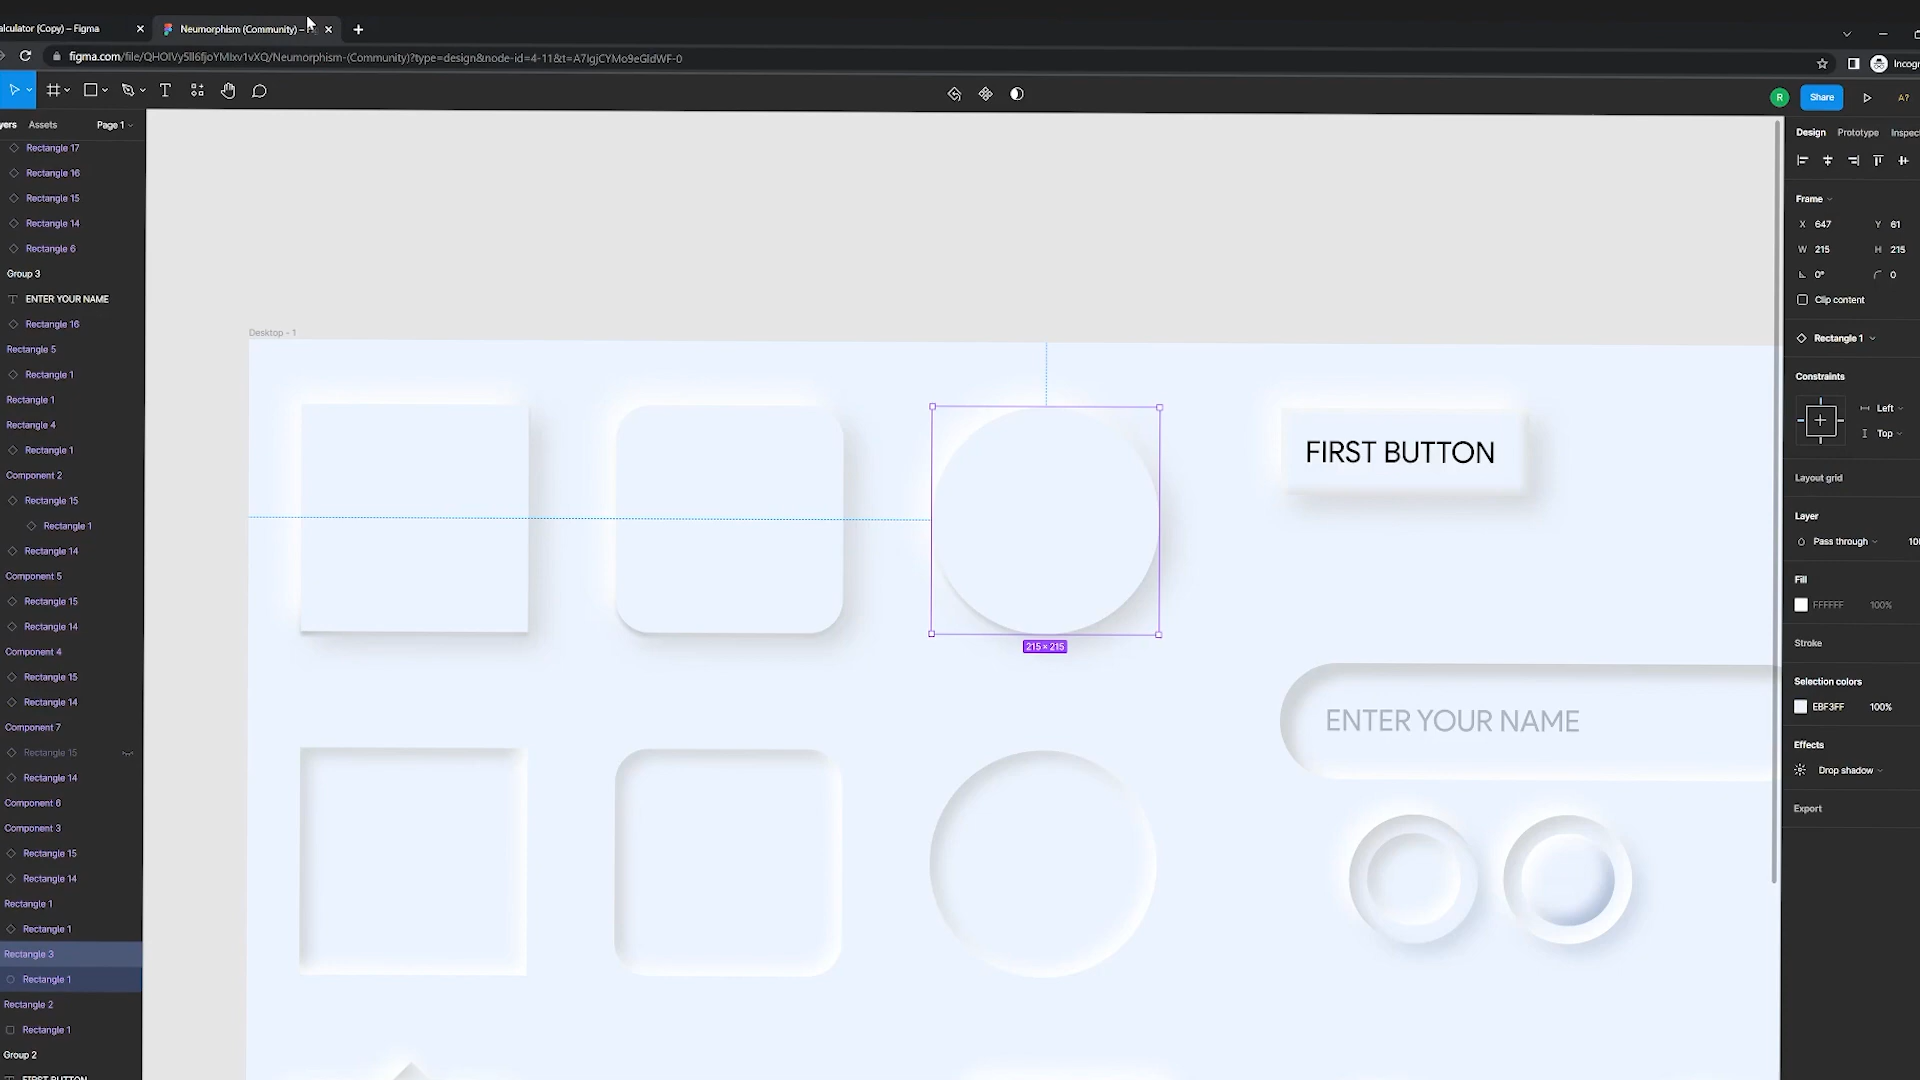 alculator (Copy) – Figma
Neumorphism (Community) –
figma.com/file/QHOIVy5ll6fjoYMlxv1vXQ/Neumorphism-(Community)?type=design&node-id=4-11&t=A7IgjCYMo9eGldWF-0
Incogn
R
Share
A?
yers
Assets
Page 1
Rectangle 17
Rectangle 16
Rectangle 15
Rectangle 14
Rectangle 6
Group 3
ENTER YOUR NAME
Rectangle 16
Rectangle 5
Rectangle 1
Rectangle 1
Rectangle 4
Rectangle 1
Component 2
Rectangle 15
Rectangle 1
Rectangle 14
Component 5
Rectangle 15
Rectangle 14
Component 4
Rectangle 15
Rectangle 14
Component 7
Rectangle 15
Rectangle 14
Component 6
Component 3
Rectangle 15
Rectangle 14
Rectangle 1
Rectangle 1
Rectangle 3
Rectangle 1
Rectangle 2
Rectangle 1
Group 2
FIRST BUTTON
Desktop - 1
215 × 215
FIRST BUTTON
ENTER YOUR NAME
Design
Prototype
Inspect
Frame
X 647
Y 61
W 215
H 215
0°
0
Clip content
Rectangle 1
Constraints
Left
Top
Layout grid
Layer
Pass through
Fill
FFFFFF
100%
Stroke
Selection colors
EBF3FF
100%
Effects
Drop shadow
Export